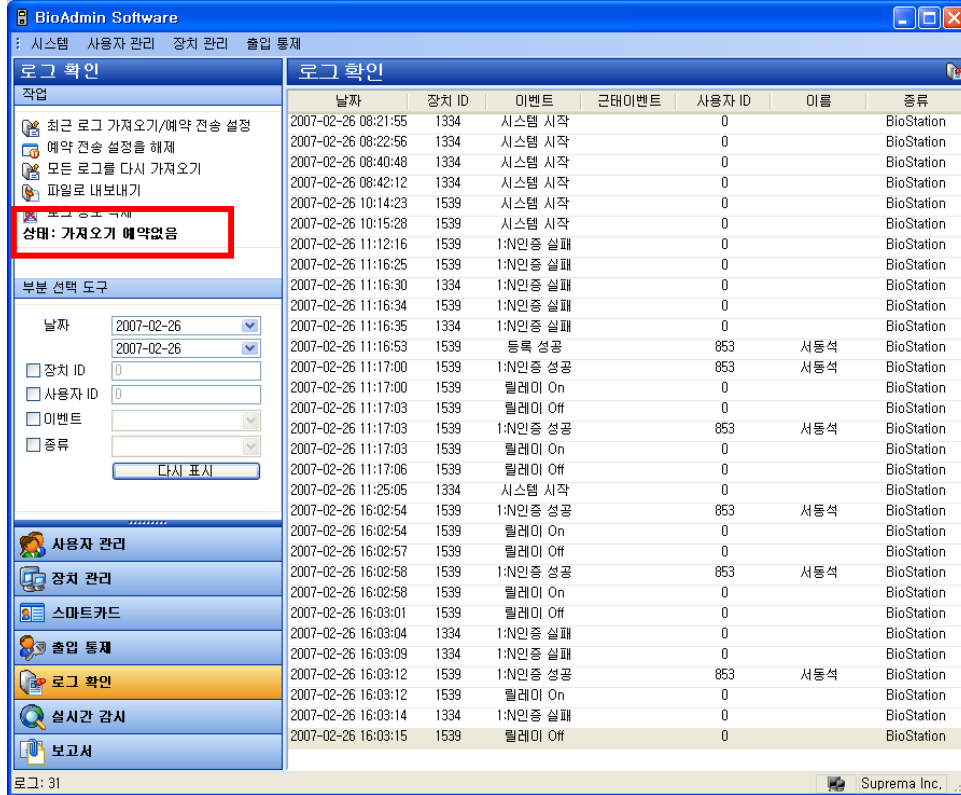 BioAdmin Software
시스템 사용자 관리 장치 관리 출입 통제
로그 확인
작업
최근 로그 가져오기/예약 전송 설정
예약 전송 설정을 해제
모든 로그를 다시 가져오기
파일로 내보내기
상태: 가져오기 예약없음
부분 선택 도구
날짜 2007-02-26
2007-02-26
장치 ID 0
사용자 ID 0
이벤트
종류
다시 표시
사용자 관리
장치 관리
스마트카드
출입 통제
로그 확인
실시간 감시
보고서
로그 확인
날짜 장치 ID 이벤트 근태이벤트 사용자 ID 이름 종류
2007-02-26 08:21:55 1334 시스템 시작 0 BioStation
2007-02-26 08:22:56 1334 시스템 시작 0 BioStation
2007-02-26 08:40:48 1334 시스템 시작 0 BioStation
2007-02-26 08:42:12 1334 시스템 시작 0 BioStation
2007-02-26 10:14:23 1539 시스템 시작 0 BioStation
2007-02-26 10:15:28 1539 시스템 시작 0 BioStation
2007-02-26 11:12:16 1539 1:N인증 실패 0 BioStation
2007-02-26 11:16:25 1539 1:N인증 실패 0 BioStation
2007-02-26 11:16:30 1334 1:N인증 실패 0 BioStation
2007-02-26 11:16:34 1539 1:N인증 실패 0 BioStation
2007-02-26 11:16:35 1334 1:N인증 실패 0 BioStation
2007-02-26 11:16:53 1539 등록 성공 853 서동석 BioStation
2007-02-26 11:17:00 1539 1:N인증 성공 853 서동석 BioStation
2007-02-26 11:17:00 1539 릴레이 On 0 BioStation
2007-02-26 11:17:03 1539 릴레이 Off 0 BioStation
2007-02-26 11:17:03 1539 1:N인증 성공 853 서동석 BioStation
2007-02-26 11:17:03 1539 릴레이 On 0 BioStation
2007-02-26 11:17:06 1539 릴레이 Off 0 BioStation
2007-02-26 11:25:05 1334 시스템 시작 0 BioStation
2007-02-26 16:02:54 1539 1:N인증 성공 853 서동석 BioStation
2007-02-26 16:02:54 1539 릴레이 On 0 BioStation
2007-02-26 16:02:57 1539 릴레이 Off 0 BioStation
2007-02-26 16:02:58 1539 1:N인증 성공 853 서동석 BioStation
2007-02-26 16:02:58 1539 릴레이 On 0 BioStation
2007-02-26 16:03:01 1539 릴레이 Off 0 BioStation
2007-02-26 16:03:04 1334 1:N인증 실패 0 BioStation
2007-02-26 16:03:09 1334 1:N인증 실패 0 BioStation
2007-02-26 16:03:12 1539 1:N인증 성공 853 서동석 BioStation
2007-02-26 16:03:12 1539 릴레이 On 0 BioStation
2007-02-26 16:03:14 1334 1:N인증 실패 0 BioStation
2007-02-26 16:03:15 1539 릴레이 Off 0 BioStation
로그: 31 Suprema Inc.